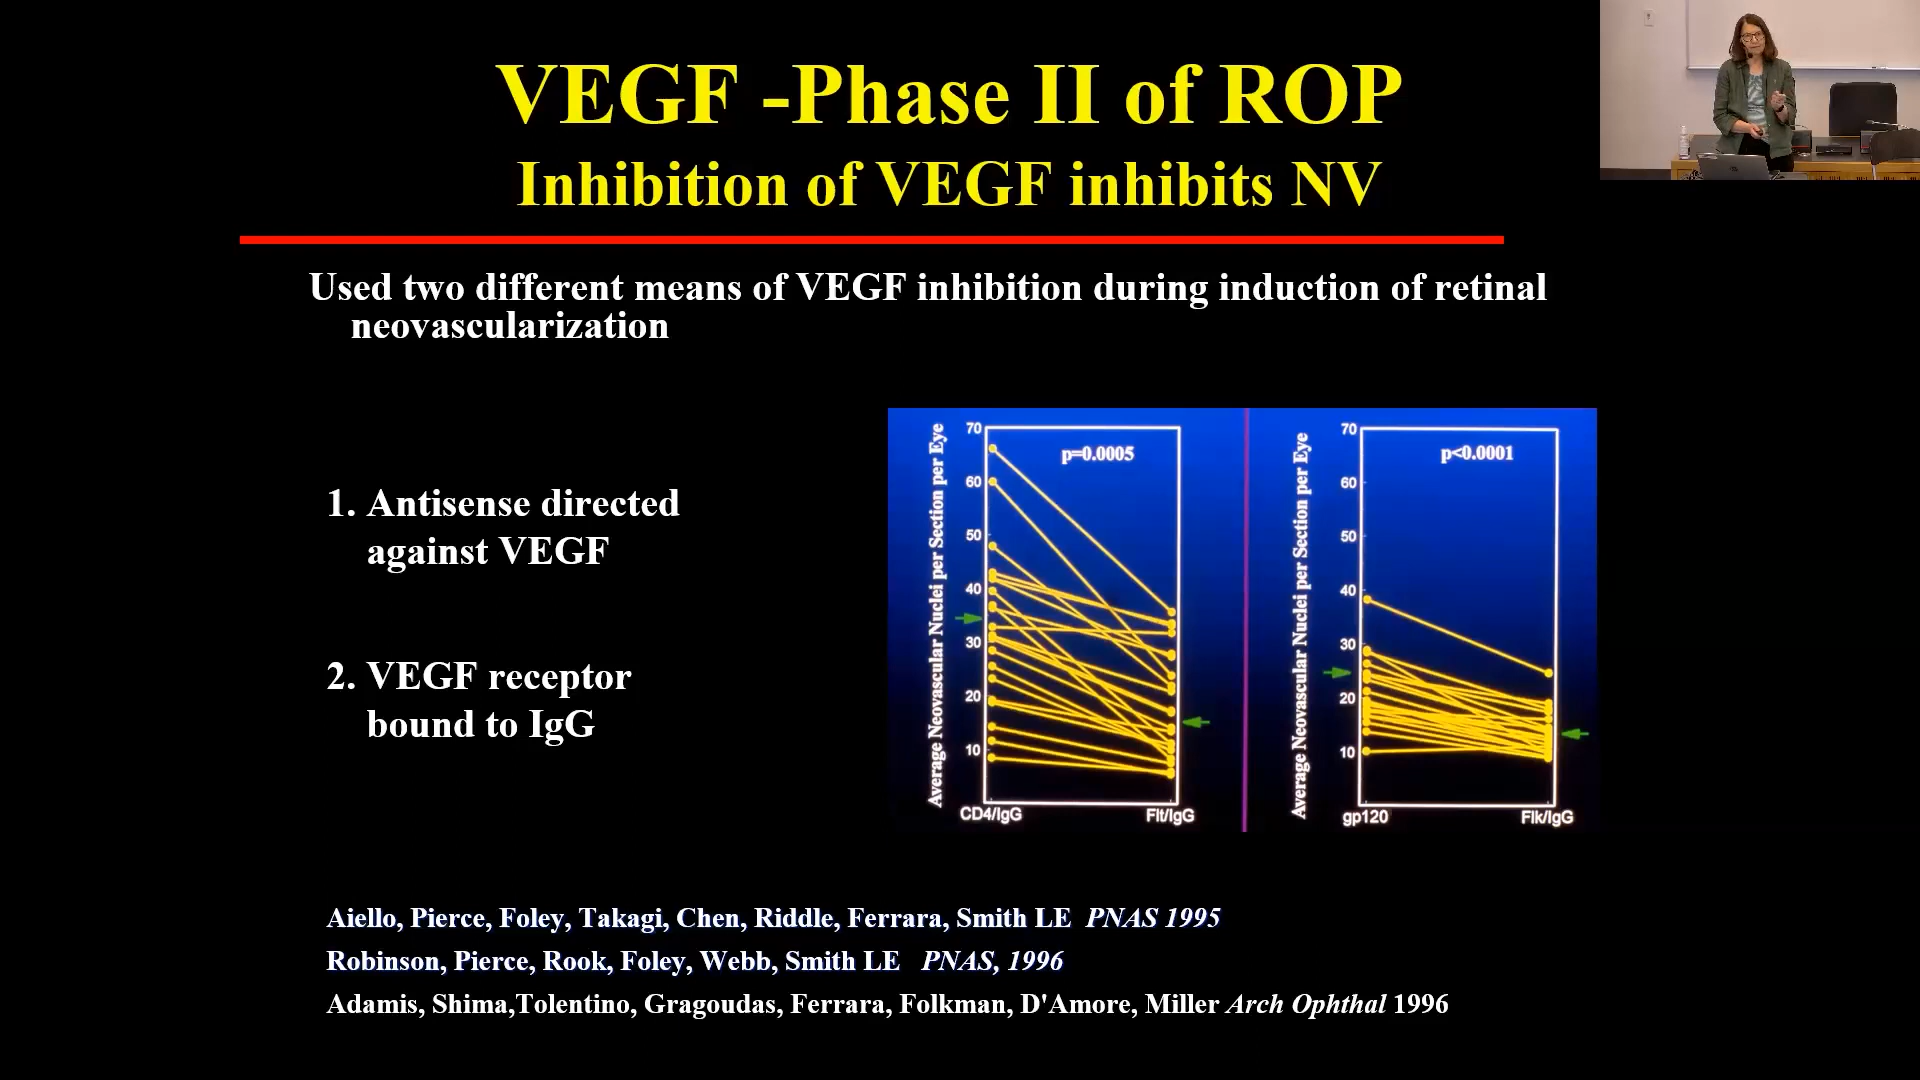 VEGF -Phase II of ROP
Inhibition of VEGF inhibits NV
Used two different means of VEGF inhibition during induction of retinal
neovascularization
1. Antisense directed
against VEGF
2. VEGF receptor
bound to IgG
Average Neovascular Nuclei per Section per Eye
70
60
50
40
30
20
10
p=0.0005
CD4/IgG
Flt/IgG
Average Neovascular Nuclei per Section per Eye
70
60
50
40
30
20
10
p<0.0001
gp120
Flk/IgG
Aiello, Pierce, Foley, Takagi, Chen, Riddle, Ferrara, Smith LE PNAS 1995
Robinson, Pierce, Rook, Foley, Webb, Smith LE PNAS, 1996
Adamis, Shima,Tolentino, Gragoudas, Ferrara, Folkman, D'Amore, Miller Arch Ophthal 1996